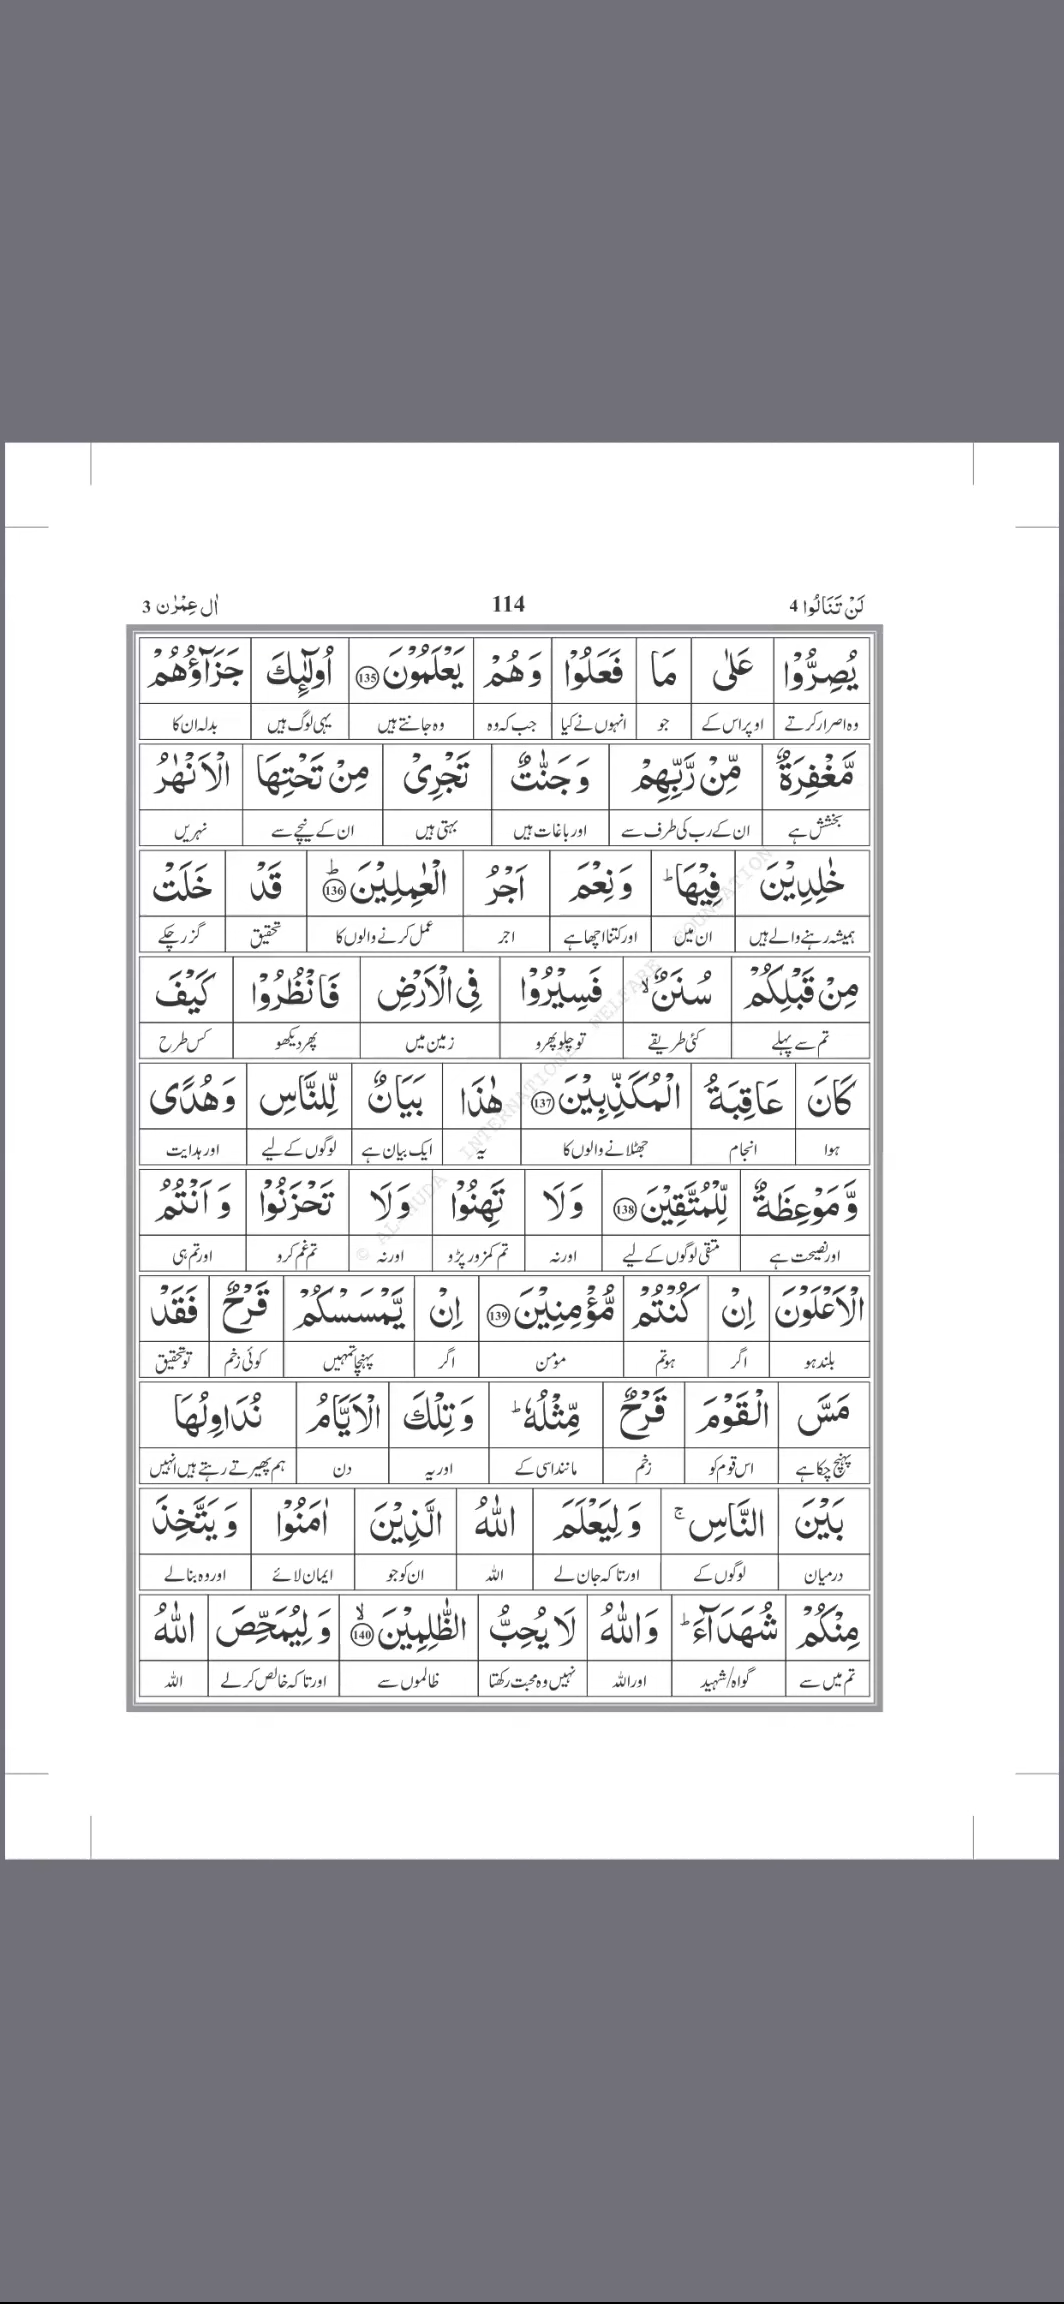 لَنْ تَنَالُوا 4 114 اٰل عِمْرٰن 3
يُصِرُّوْا عَلٰى مَا فَعَلُوْا وَهُمْ يَعْلَمُوْنَ 135 اُولٰٓئِكَ جَزَآؤُهُمْ
وہ اصرار کرتے اوپر اس کے جو انہوں نے کیا جب کہ وہ وہ جانتے ہیں یہی لوگ ہیں بدلہ ان کا
مَّغْفِرَةٌ مِّنْ رَّبِّهِمْ وَجَنّٰتٌ تَجْرِيْ مِنْ تَحْتِهَا الْاَنْهٰرُ
بخشش ہے ان کے رب کی طرف سے اور باغات ہیں بہتی ہیں ان کے نیچے سے نہریں
خٰلِدِيْنَ فِيْهَا ؕ وَنِعْمَ اَجْرُ الْعٰمِلِيْنَ ؕ 136 قَدْ خَلَتْ
ہمیشہ رہنے والے ہیں ان میں اور کتنا اچھا ہے اجر عمل کرنے والوں کا تحقیق گزر چکے
مِنْ قَبْلِكُمْ سُنَنٌ ۙ فَسِيْرُوْا فِي الْاَرْضِ فَانْظُرُوْا كَيْفَ
تم سے پہلے کئی طریقے تو چلو پھرو زمین میں پھر دیکھو کس طرح
كَانَ عَاقِبَةُ الْمُكَذِّبِيْنَ 137 هٰذَا بَيَانٌ لِّلنَّاسِ وَهُدًى
ہوا انجام جھٹلانے والوں کا یہ ایک بیان ہے لوگوں کے لیے اور ہدایت
وَّمَوْعِظَةٌ لِّلْمُتَّقِيْنَ 138 وَلَا تَهِنُوْا وَلَا تَحْزَنُوْا وَاَنْتُمُ
اور نصیحت ہے متقی لوگوں کے لیے اور نہ تم کمزور پڑو اور نہ تم غم کرو اور تم ہی
الْاَعْلَوْنَ اِنْ كُنْتُمْ مُّؤْمِنِيْنَ 139 اِنْ يَّمْسَسْكُمْ قَرْحٌ فَقَدْ
بلند ہو اگر ہو تم مومن اگر پہنچا تمہیں کوئی زخم تو تحقیق
مَسَّ الْقَوْمَ قَرْحٌ مِّثْلُهٗ ؕ وَتِلْكَ الْاَيَّامُ نُدَاوِلُهَا
پہنچ چکا ہے اس قوم کو زخم مانند اسی کے اور یہ دن ہم پھیرتے رہتے ہیں انہیں
بَيْنَ النَّاسِ ۚ وَلِيَعْلَمَ اللّٰهُ الَّذِيْنَ اٰمَنُوْا وَيَتَّخِذَ
درمیان لوگوں کے اور تا کہ جان لے اللہ ان کو جو ایمان لائے اور وہ بنا لے
مِنْكُمْ شُهَدَآءَ ؕ وَاللّٰهُ لَا يُحِبُّ الظّٰلِمِيْنَ ۙ 140 وَلِيُمَحِّصَ اللّٰهُ
تم میں سے گواہ/شہید اور اللہ نہیں وہ محبت رکھتا ظالموں سے اور تا کہ خالص کر لے اللہ
© AL-HUDA INTERNATIONAL WELFARE FOUNDATION